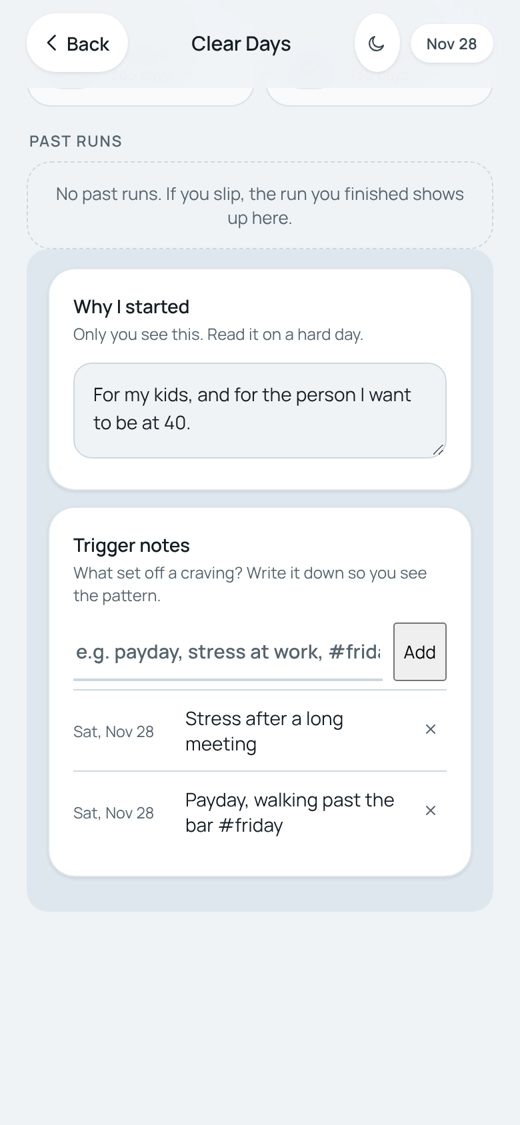 Back
Clear Days
Nov 28
PAST RUNS
No past runs. If you slip, the run you finished shows
up here.
Why I started
Only you see this. Read it on a hard day.
For my kids, and for the person I want
to be at 40.
Trigger notes
What set off a craving? Write it down so you see
the pattern.
e.g. payday, stress at work, #frida
Add
Sat, Nov 28
Stress after a long
meeting
×
Sat, Nov 28
Payday, walking past the
bar #friday
×